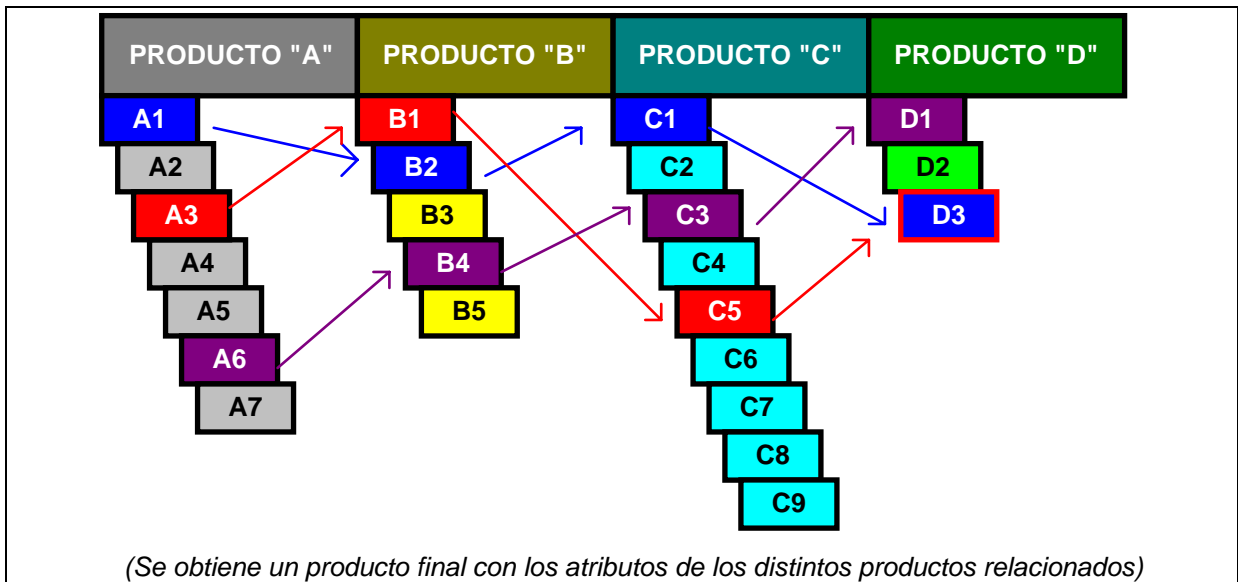 PRODUCTO "A" PRODUCTO "B" PRODUCTO "C" PRODUCTO "D"
A1 B1 C1 D1
A2 B2 C2 D2
A3 B3 C3 D3
A4 B4 C4
A5 B5 C5
A6 C6
A7 C7
C8
C9
(Se obtiene un producto final con los atributos de los distintos productos relacionados)